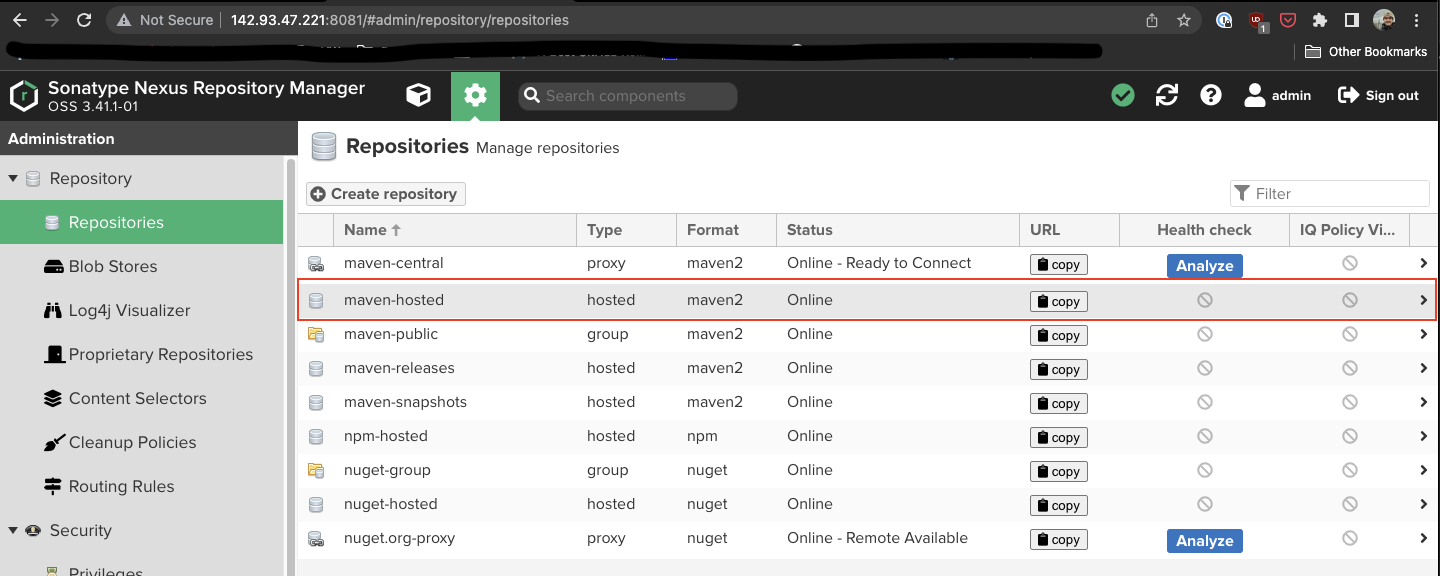 Not Secure | 142.93.47.221:8081/#admin/repository/repositories
1
Other Bookmarks
Sonatype Nexus Repository Manager
OSS 3.41.1-01
Search components
admin
Sign out
Administration
Repository
Repositories
Blob Stores
Log4j Visualizer
Proprietary Repositories
Content Selectors
Cleanup Policies
Routing Rules
Security
Privileges
Repositories Manage repositories
Create repository
Filter
Name Type Format Status URL Health check IQ Policy Vi...
maven-central proxy maven2 Online - Ready to Connect copy Analyze
maven-hosted hosted maven2 Online copy
maven-public group maven2 Online copy
maven-releases hosted maven2 Online copy
maven-snapshots hosted maven2 Online copy
npm-hosted hosted npm Online copy
nuget-group group nuget Online copy
nuget-hosted hosted nuget Online copy
nuget.org-proxy proxy nuget Online - Remote Available copy Analyze